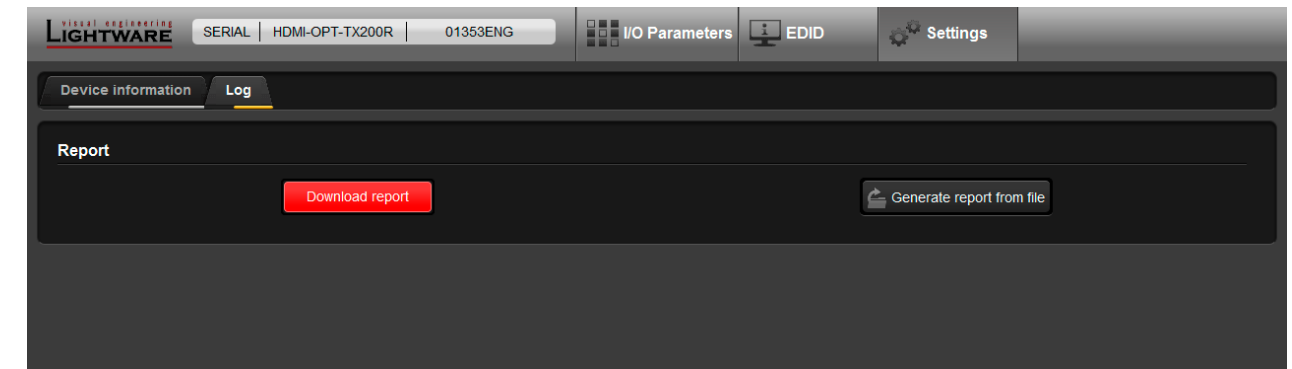 visual engineering
LIGHTWARE
SERIAL HDMI-OPT-TX200R 01353ENG
I/O Parameters EDID Settings
Device information Log
Report
Download report Generate report from file